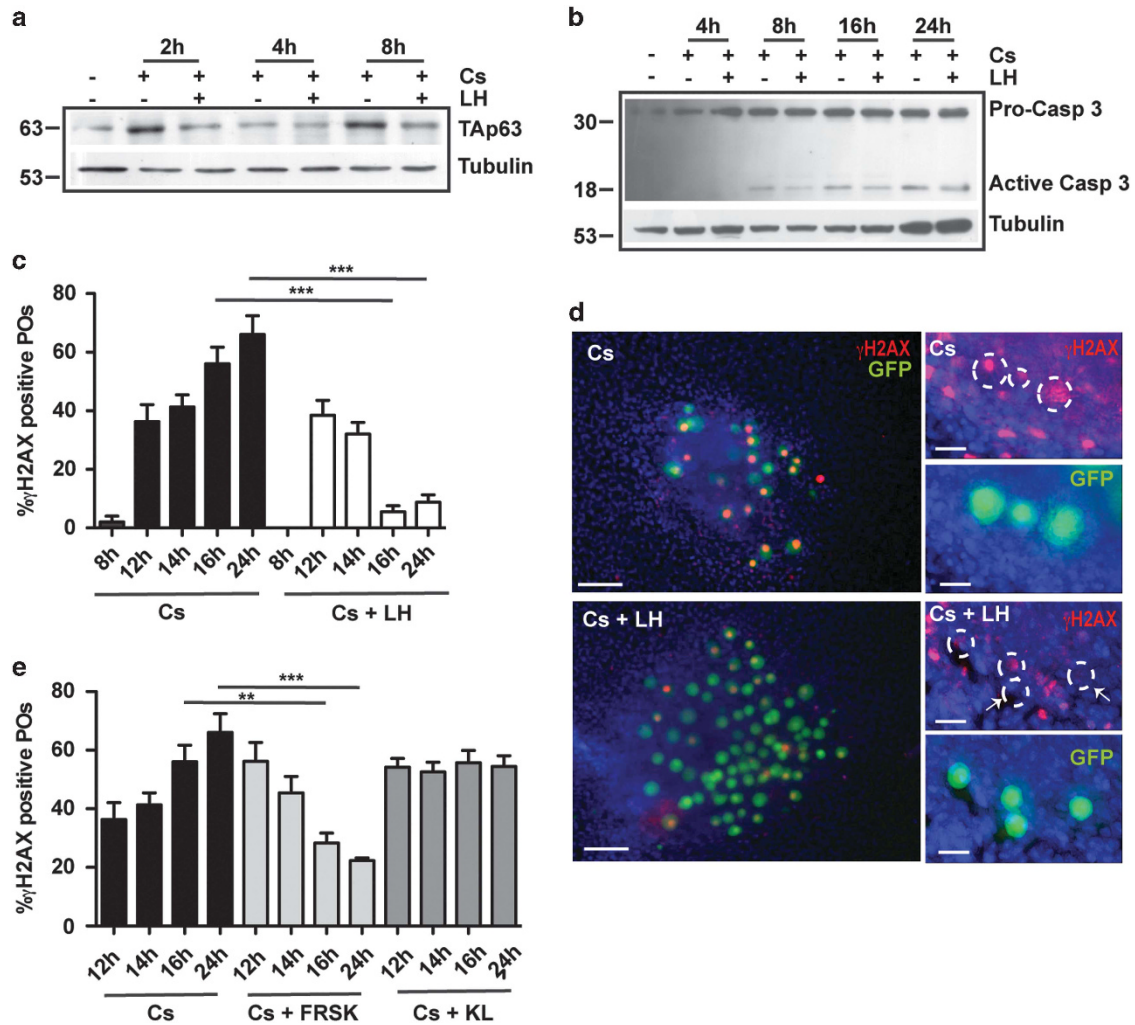 a
2h 4h 8h
- + + + + + + Cs
- - + - + - + LH
63 TAp63
53 Tubulin
b
4h 8h 16h 24h
- + + + + + + + + Cs
- - + - + - + - + LH
30 Pro-Casp 3
18 Active Casp 3
53 Tubulin
c
***
***
80
60
40
20
0
%γH2AX positive POs
8h 12h 14h 16h 24h 8h 12h 14h 16h 24h
Cs Cs + LH
d
Cs γH2AX
GFP
Cs γH2AX
GFP
Cs + LH
Cs + LH γH2AX
GFP
e
***
**
80
60
40
20
0
%γH2AX positive POs
12h 14h 16h 24h 12h 14h 16h 24h 12h 14h 16h 24h
Cs Cs + FRSK Cs + KL